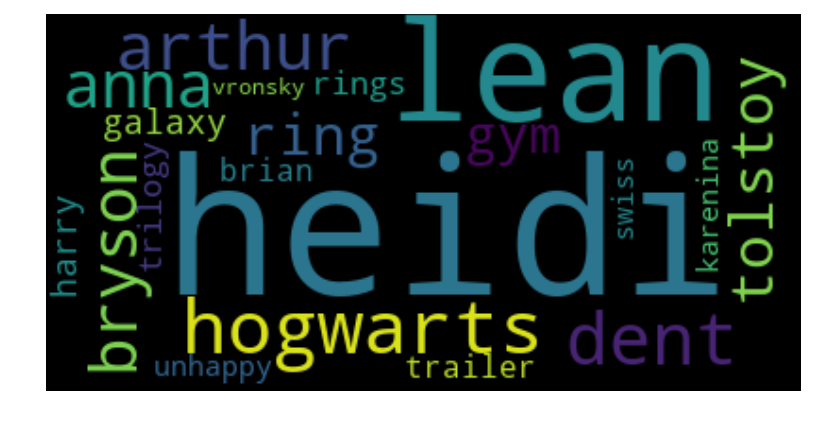 arthur
lean
anna
vronsky
rings
galaxy
ring
gym
tolstoy
brian
trilogy
bryson
heidi
swiss
karenina
harry
hogwarts
dent
unhappy
trailer